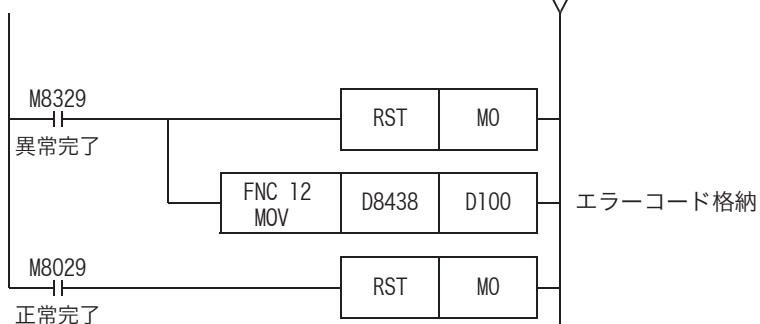 M8329
異常完了
RST M0
FNC 12
MOV D8438 D100
エラーコード格納
M8029
正常完了
RST M0